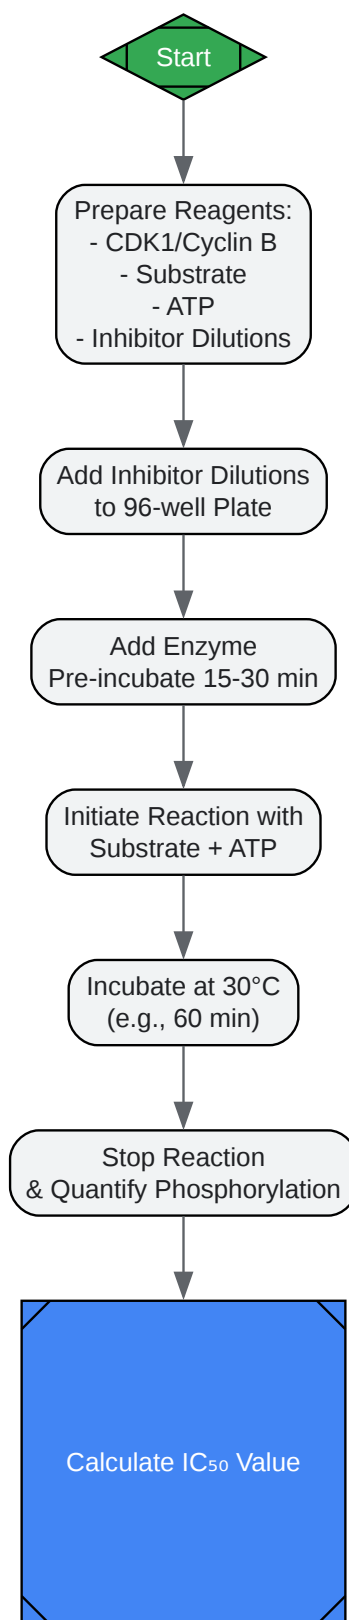 Start
Prepare Reagents:
- CDK1/Cyclin B
- Substrate
- ATP
- Inhibitor Dilutions
Add Inhibitor Dilutions
to 96-well Plate
Add Enzyme
Pre-incubate 15-30 min
Initiate Reaction with
Substrate + ATP
Incubate at 30°C
(e.g., 60 min)
Stop Reaction
& Quantify Phosphorylation
Calculate IC₅₀ Value